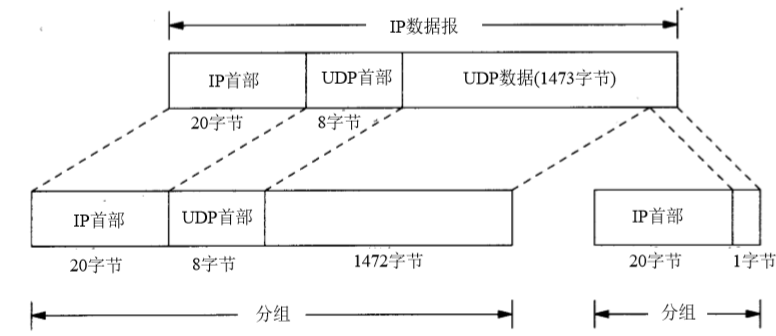 IP数据报
IP首部 UDP首部 UDP数据(1473字节)
20字节 8字节
IP首部 UDP首部 IP首部
20字节 8字节 1472字节 20字节 1字节
分组 分组